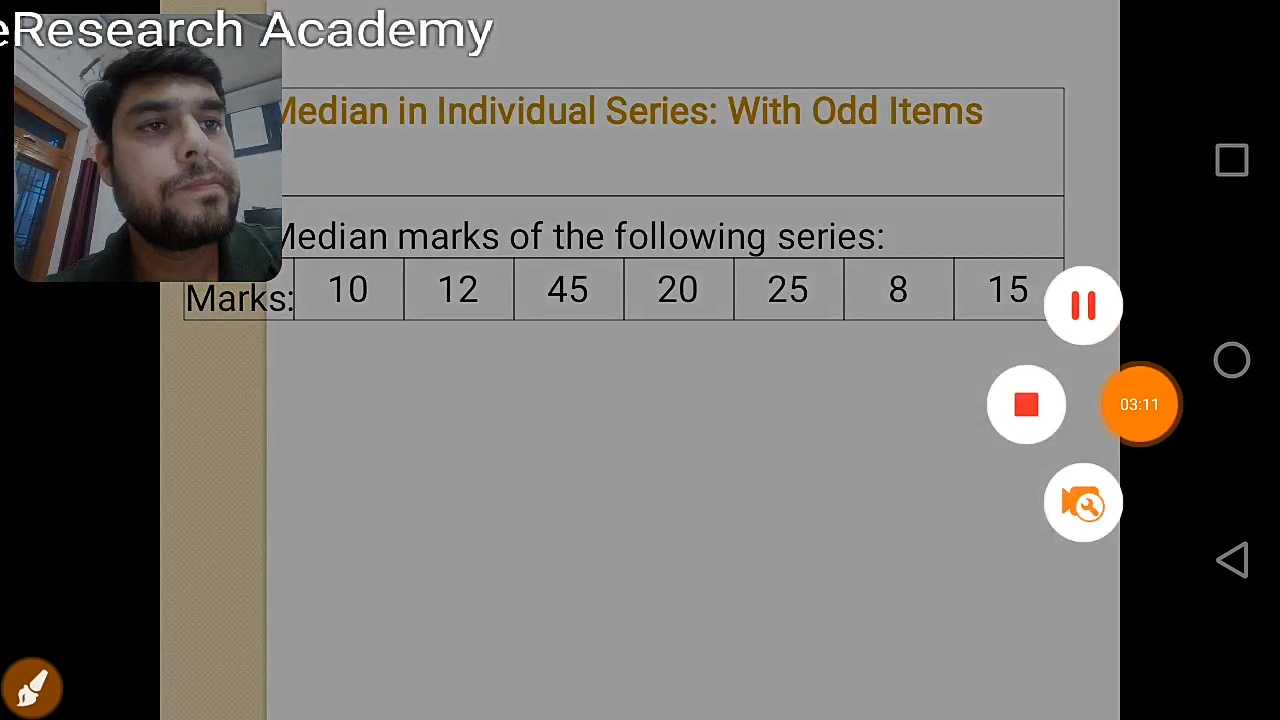 eResearch Academy
Median in Individual Series: With Odd Items
Median marks of the following series:
Marks: 10 12 45 20 25 8 15
03:11